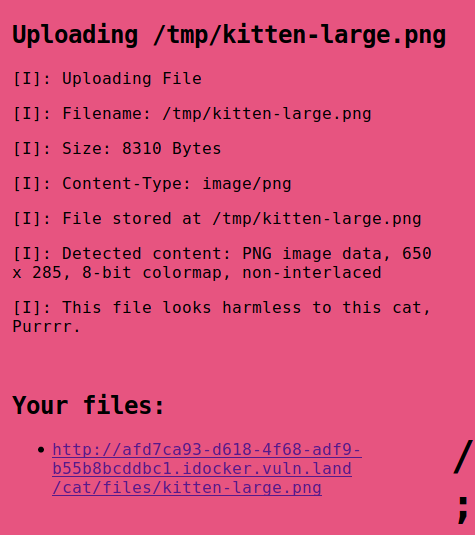 Uploading /tmp/kitten-large.png
[I]: Uploading File
[I]: Filename: /tmp/kitten-large.png
[I]: Size: 8310 Bytes
[I]: Content-Type: image/png
[I]: File stored at /tmp/kitten-large.png
[I]: Detected content: PNG image data, 650
x 285, 8-bit colormap, non-interlaced
[I]: This file looks harmless to this cat,
Purrrr.
Your files:
http://afd7ca93-d618-4f68-adf9-
b55b8bcddbc1.idocker.vuln.land
/cat/files/kitten-large.png
/
;